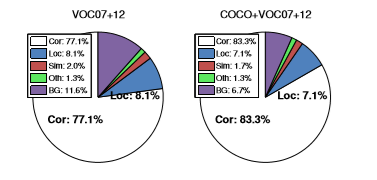 VOC07+12
Cor: 77.1%
Loc: 8.1%
Sim: 2.0%
Oth: 1.3%
BG: 11.6%
Loc: 8.1%
Cor: 77.1%
COCO+VOC07+12
Cor: 83.3%
Loc: 7.1%
Sim: 1.7%
Oth: 1.3%
BG: 6.7%
Loc: 7.1%
Cor: 83.3%